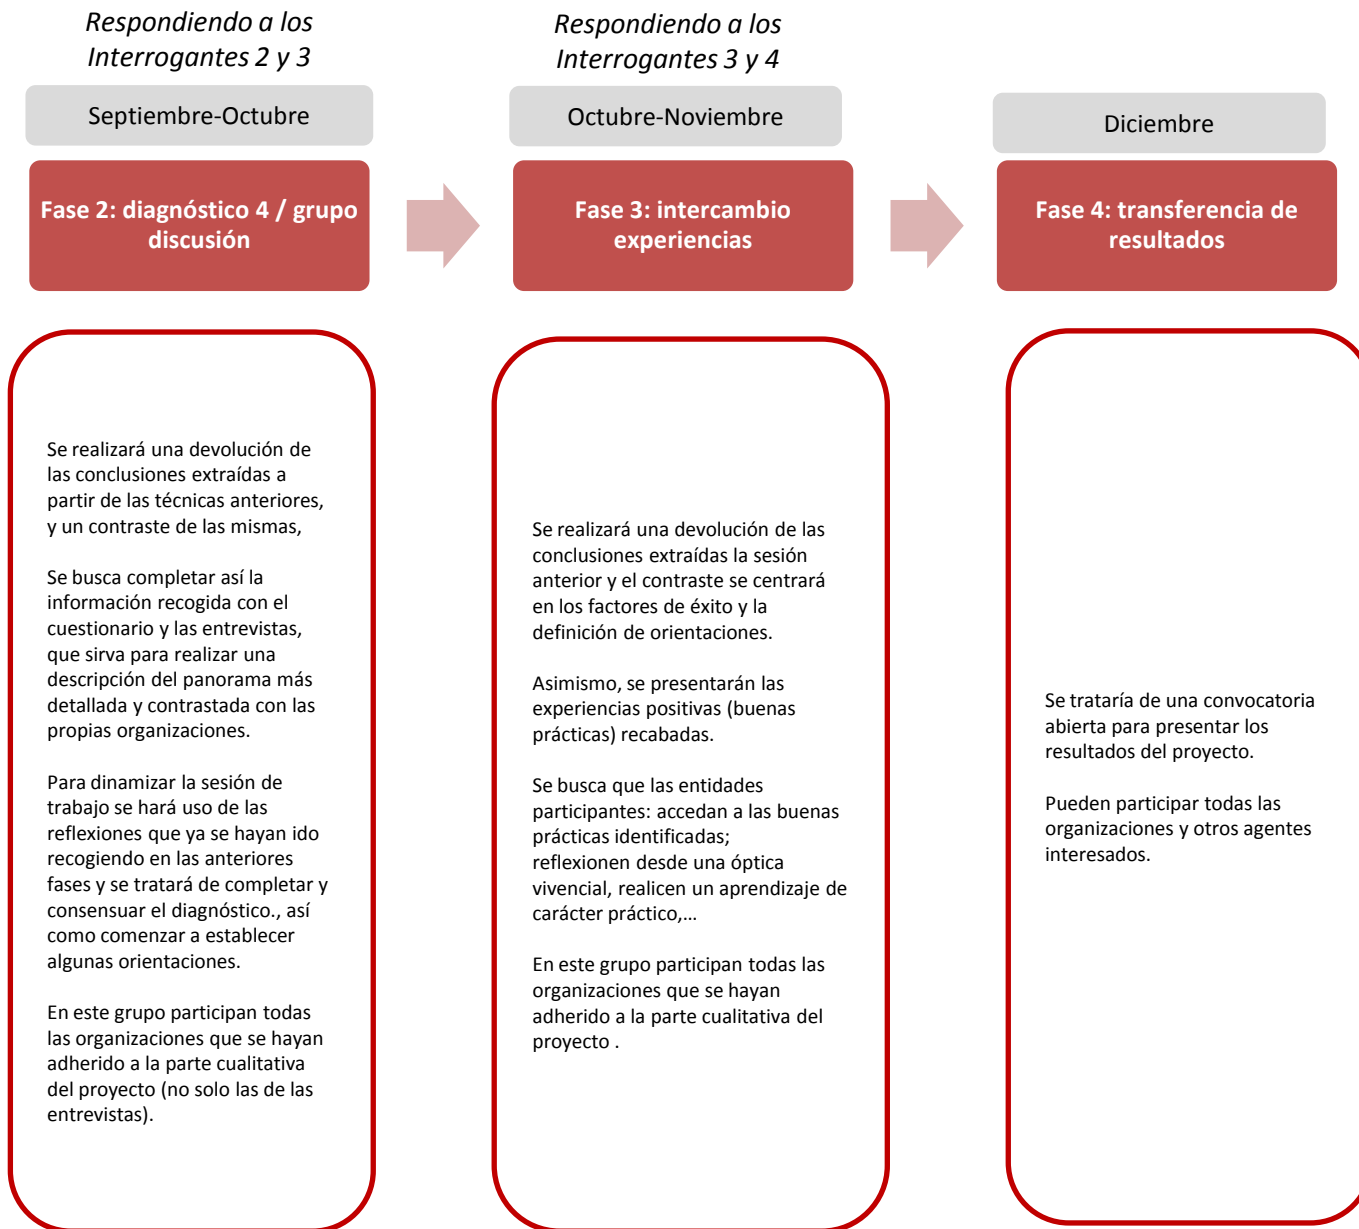 Respondiendo a los
Interrogantes 2 y 3
Septiembre-Octubre
Fase 2: diagnóstico 4 / grupo
discusión
Se realizará una devolución de
las conclusiones extraídas a
partir de las técnicas anteriores,
y un contraste de las mismas,
Se busca completar así la
información recogida con el
cuestionario y las entrevistas,
que sirva para realizar una
descripción del panorama más
detallada y contrastada con las
propias organizaciones.
Para dinamizar la sesión de
trabajo se hará uso de las
reflexiones que ya se hayan ido
recogiendo en las anteriores
fases y se tratará de completar y
consensuar el diagnóstico., así
como comenzar a establecer
algunas orientaciones.
En este grupo participan todas
las organizaciones que se hayan
adherido a la parte cualitativa
del proyecto (no solo las de las
entrevistas).
Respondiendo a los
Interrogantes 3 y 4
Octubre-Noviembre
Fase 3: intercambio
experiencias
Se realizará una devolución de las
conclusiones extraídas la sesión
anterior y el contraste se centrará
en los factores de éxito y la
definición de orientaciones.
Asimismo, se presentarán las
experiencias positivas (buenas
prácticas) recabadas.
Se busca que las entidades
participantes: accedan a las buenas
prácticas identificadas;
reflexionen desde una óptica
vivencial, realicen un aprendizaje de
carácter práctico,...
En este grupo participan todas las
organizaciones que se hayan
adherido a la parte cualitativa del
proyecto .
Diciembre
Fase 4: transferencia de
resultados
Se trataría de una convocatoria
abierta para presentar los
resultados del proyecto.
Pueden participar todas las
organizaciones y otros agentes
interesados.